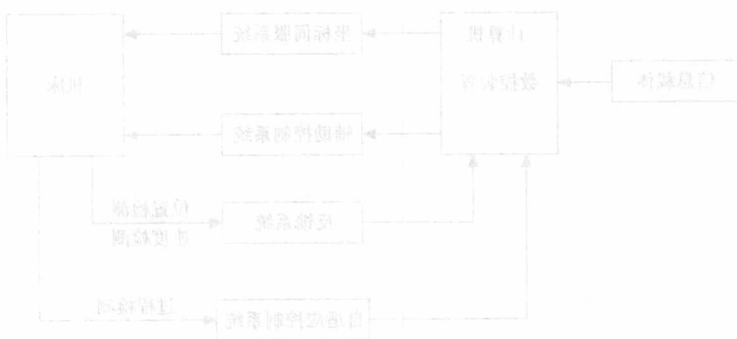 坐标伺服系统
计算机
数控装置
机床
信息载体
辅助控制系统
位置检测
速度检测
反馈系统
过程检测
自适应控制系统